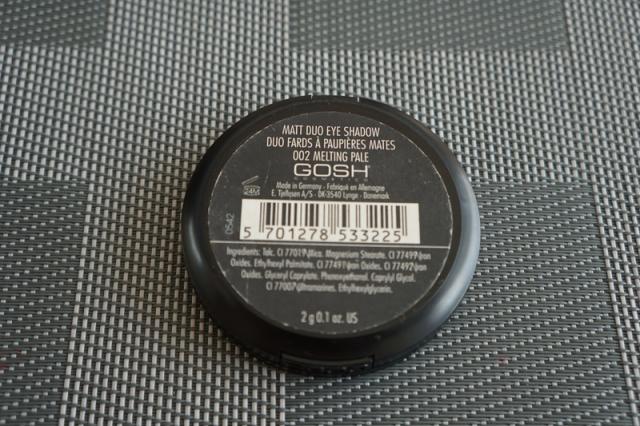 MATT DUO EYE SHADOW
DUO FARDS À PAUPIÈRES MATES
002 MELTING PALE
GOSH
24M
Made in Germany - Fabriqué en Allemagne
E. Tjellesen A/S - DK-3540 Lynge - Danemark
0542
5 701278 533225
Ingredients: Talc. CI 77019\Mica. Magnesium Stearate. CI 77499\Iron
Oxides. Ethylhexyl Palmitate. CI 77491\Iron Oxides. CI 77492\Iron
Oxides. Glyceryl Caprylate. Phenoxyethanol. Caprylyl Glycol.
CI 77007\Ultramarines. Ethylhexylglycerin.
2 g 0.1 oz. US